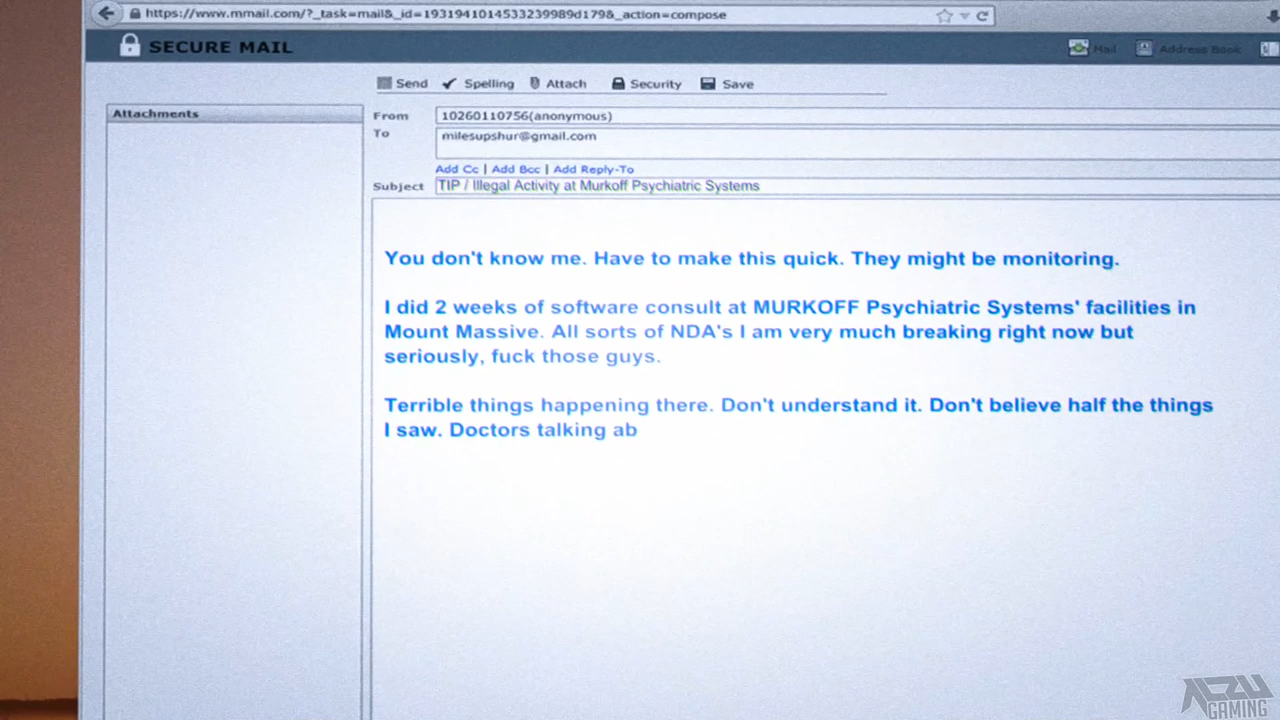 https://www.mmail.com/?_task=mail&_id=1931941014533239989d179&_action=compose
SECURE MAIL
Mail Address Book
Send Spelling Attach Security Save
Attachments
From 10260110756(anonymous)
To milesupshur@gmail.com
Add Cc | Add Bcc | Add Reply-To
Subject TIP / Illegal Activity at Murkoff Psychiatric Systems
You don't know me. Have to make this quick. They might be monitoring.
I did 2 weeks of software consult at MURKOFF Psychiatric Systems' facilities in
Mount Massive. All sorts of NDA's I am very much breaking right now but
seriously, fuck those guys.
Terrible things happening there. Don't understand it. Don't believe half the things
I saw. Doctors talking ab
GAMING